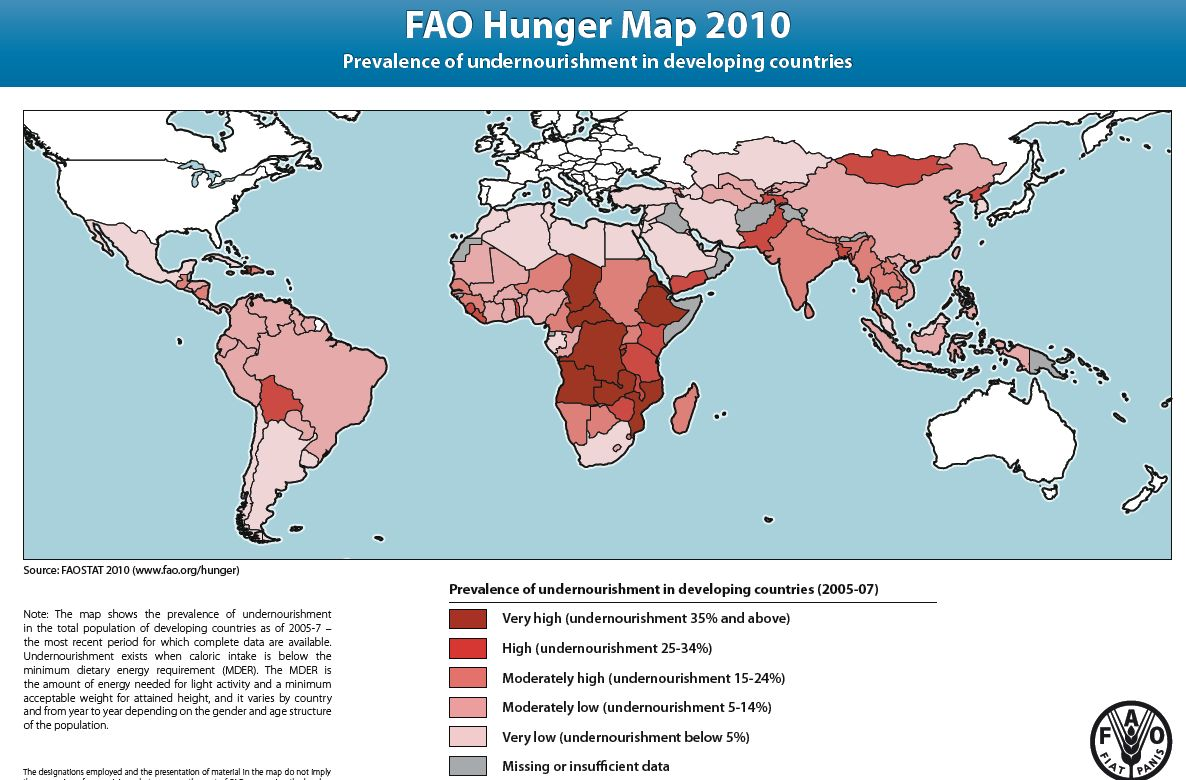 FAO Hunger Map 2010
Prevalence of undernourishment in developing countries
Source: FAOSTAT 2010 (www.fao.org/hunger)
Prevalence of undernourishment in developing countries (2005-07)
Very high (undernourishment 35% and above)
High (undernourishment 25-34%)
Moderately high (undernourishment 15-24%)
Moderately low (undernourishment 5-14%)
Very low (undernourishment below 5%)
Missing or insufficient data
Note: The map shows the prevalence of undernourishment
in the total population of developing countries as of 2005-7 –
the most recent period for which complete data are available.
Undernourishment exists when caloric intake is below the
minimum dietary energy requirement (MDER). The MDER is
the amount of energy needed for light activity and a minimum
acceptable weight for attained height, and it varies by country
and from year to year depending on the gender and age structure
of the population.
The designations employed and the presentation of material in the map do not imply
F A O
FIAT PANIS